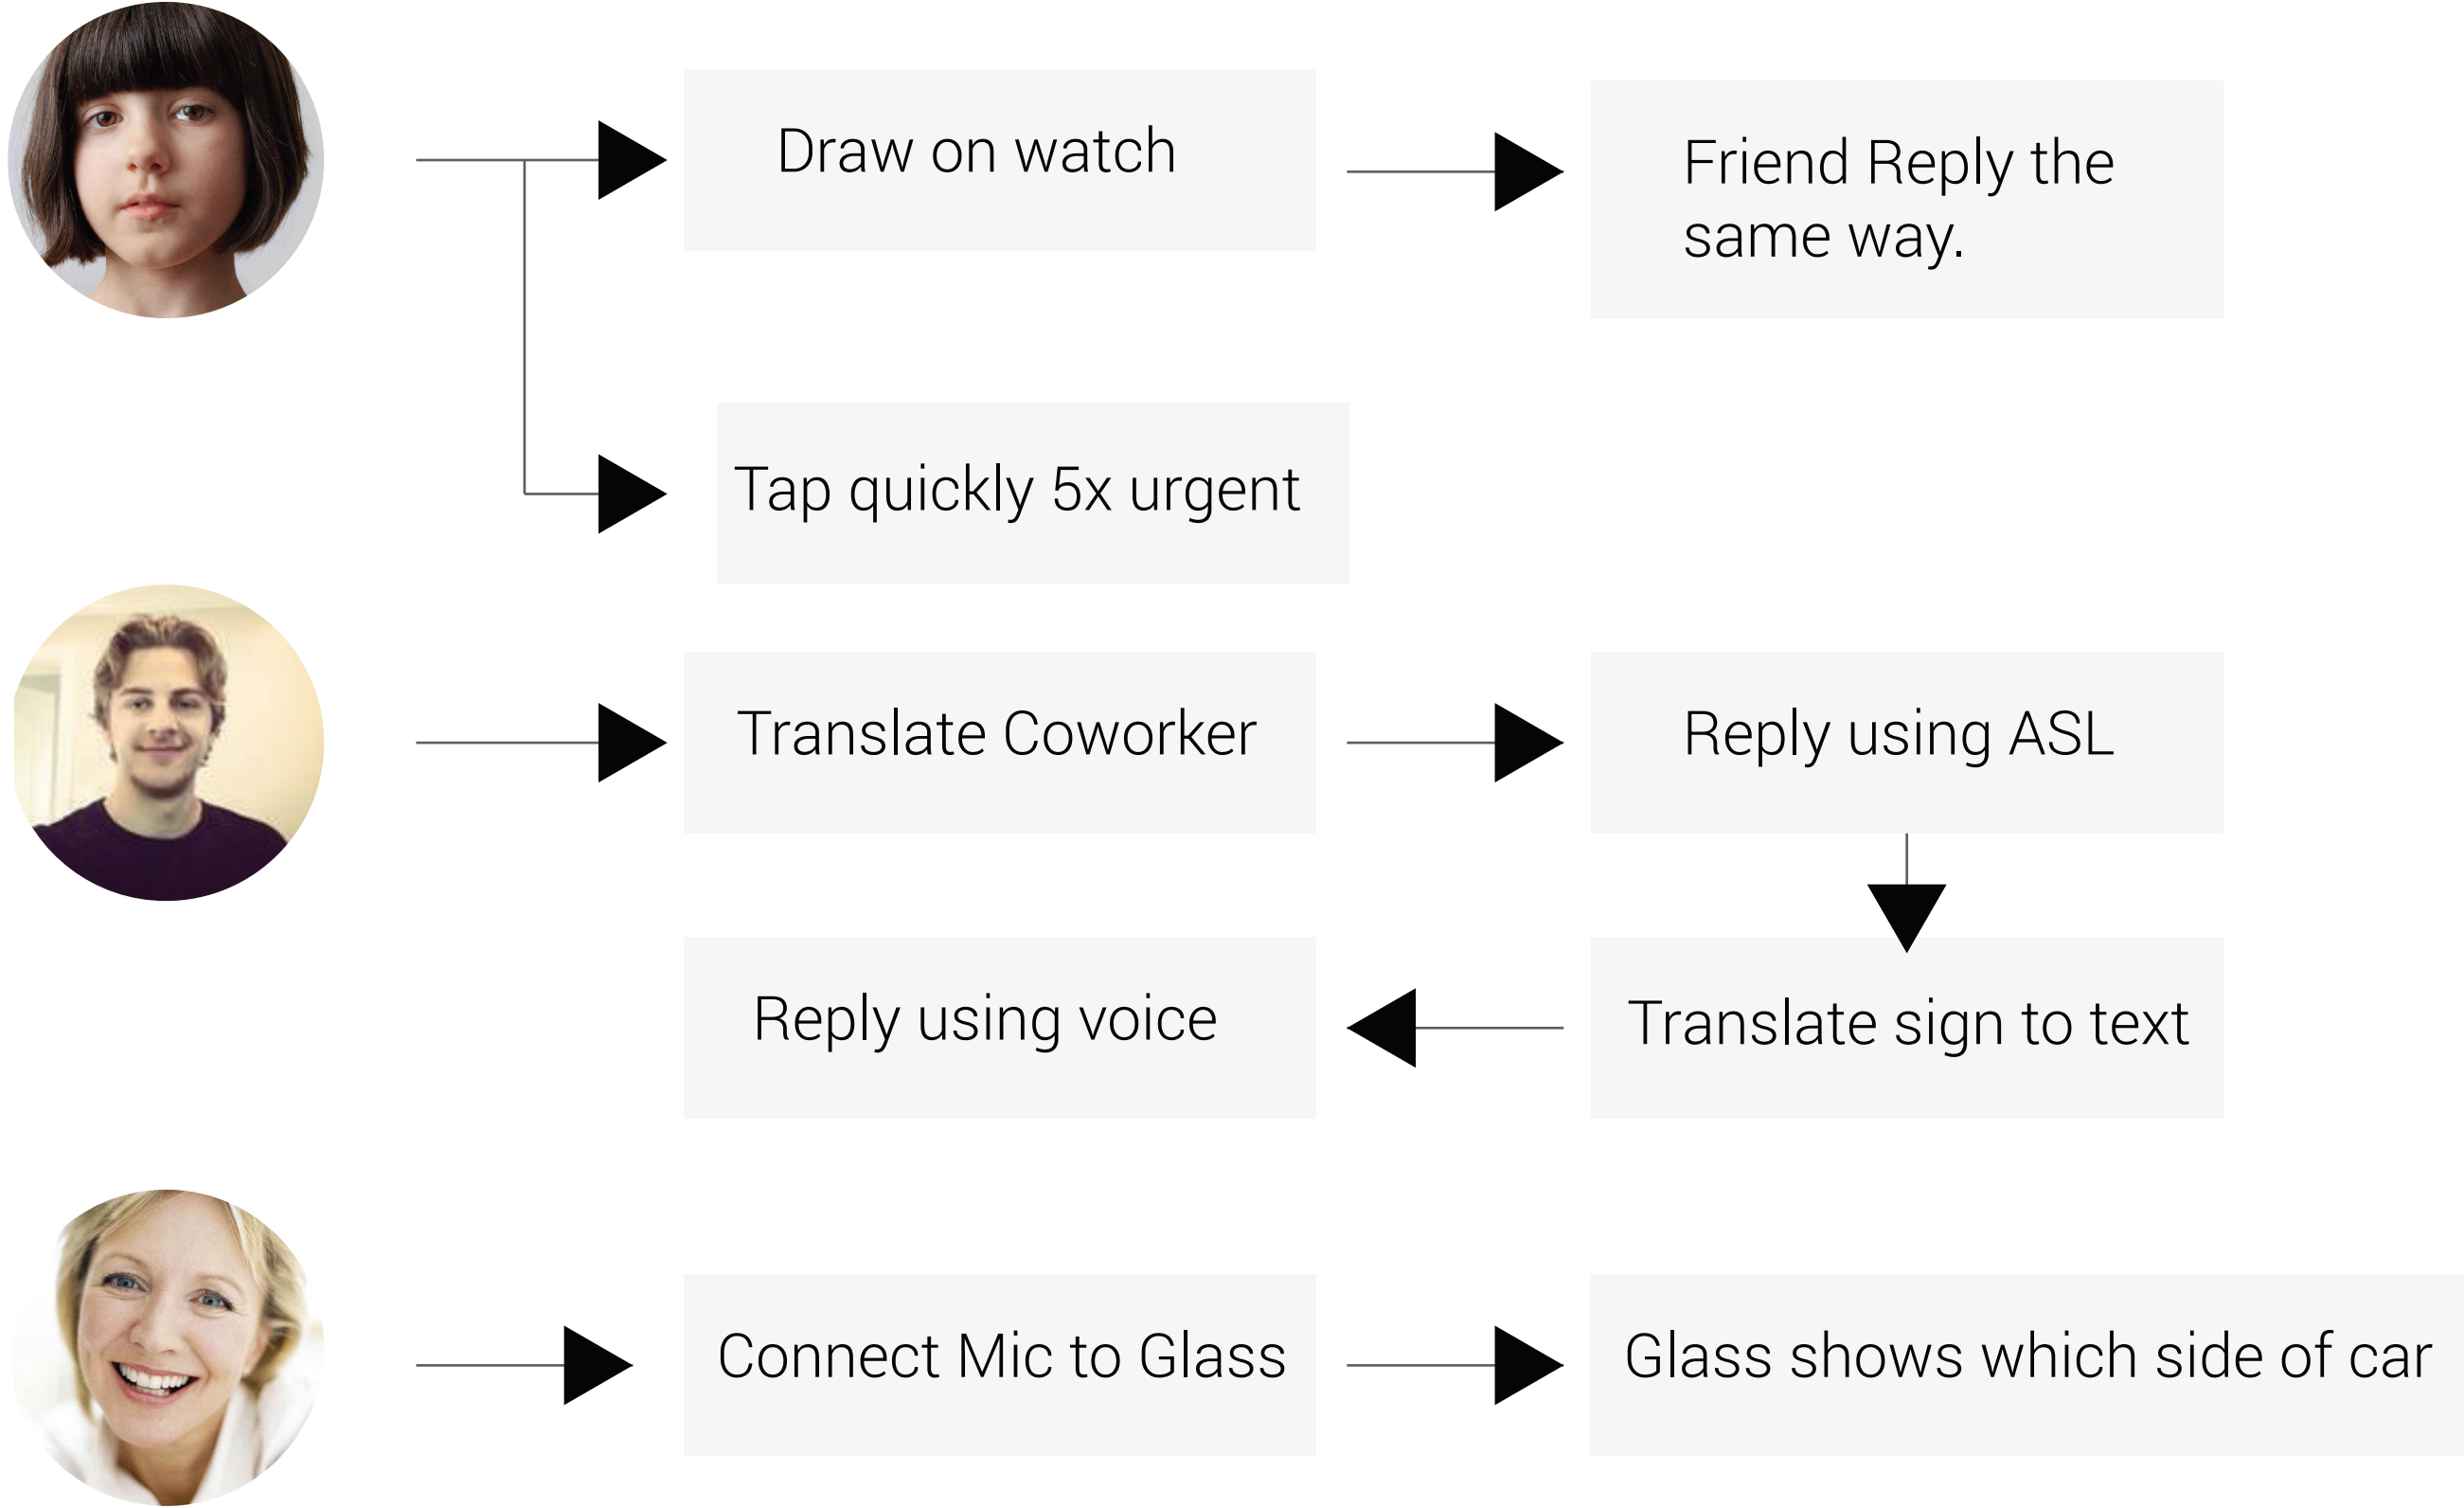 Draw on watch
Friend Reply the
same way.
Tap quickly 5x urgent
Translate Coworker
Reply using ASL
Reply using voice
Translate sign to text
Connect Mic to Glass
Glass shows which side of car